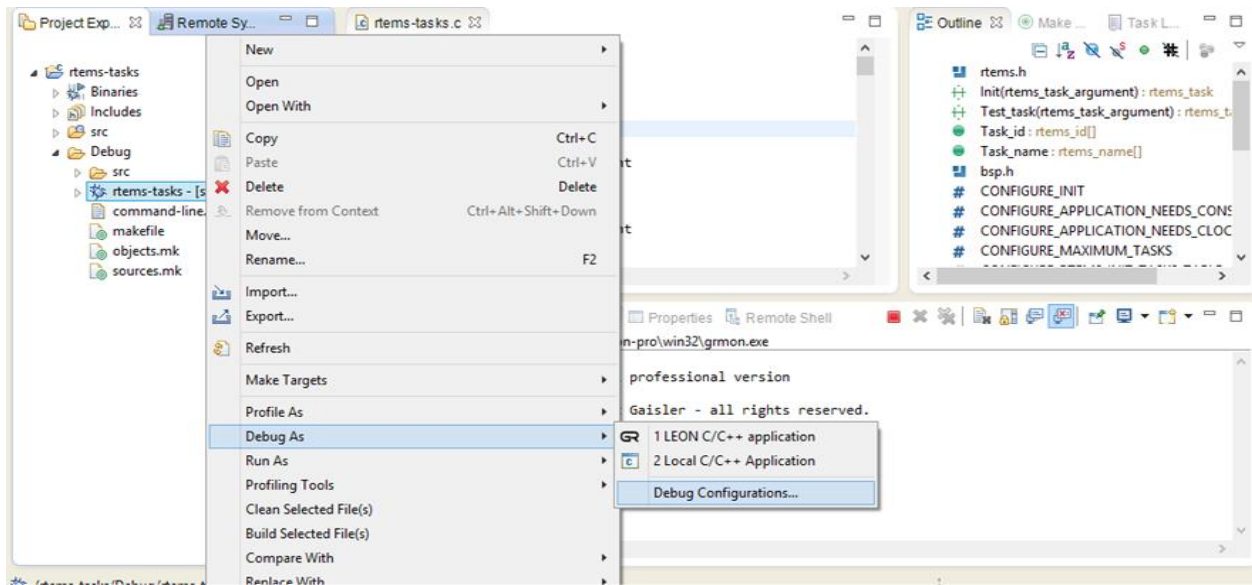 Project Exp...
Remote Sy...
rtems-tasks.c
Outline
Make ...
Task L...
rtems-tasks
Binaries
Includes
src
Debug
src
rtems-tasks - [s
command-line.
makefile
objects.mk
sources.mk
New
Open
Open With
Copy Ctrl+C
Paste Ctrl+V
Delete Delete
Remove from Context Ctrl+Alt+Shift+Down
Move...
Rename... F2
Import...
Export...
Refresh
Make Targets
Profile As
Debug As
Run As
Profiling Tools
Clean Selected File(s)
Build Selected File(s)
Compare With
Replace With
1 LEON C/C++ application
2 Local C/C++ Application
Debug Configurations...
nt
nt
rtems.h
Init(rtems_task_argument) : rtems_task
Test_task(rtems_task_argument) : rtems_t
Task_id : rtems_id[]
Task_name : rtems_name[]
bsp.h
# CONFIGURE_INIT
# CONFIGURE_APPLICATION_NEEDS_CONS
# CONFIGURE_APPLICATION_NEEDS_CLOC
# CONFIGURE_MAXIMUM_TASKS
Properties
Remote Shell
n-pro\win32\grmon.exe
professional version
Gaisler - all rights reserved.